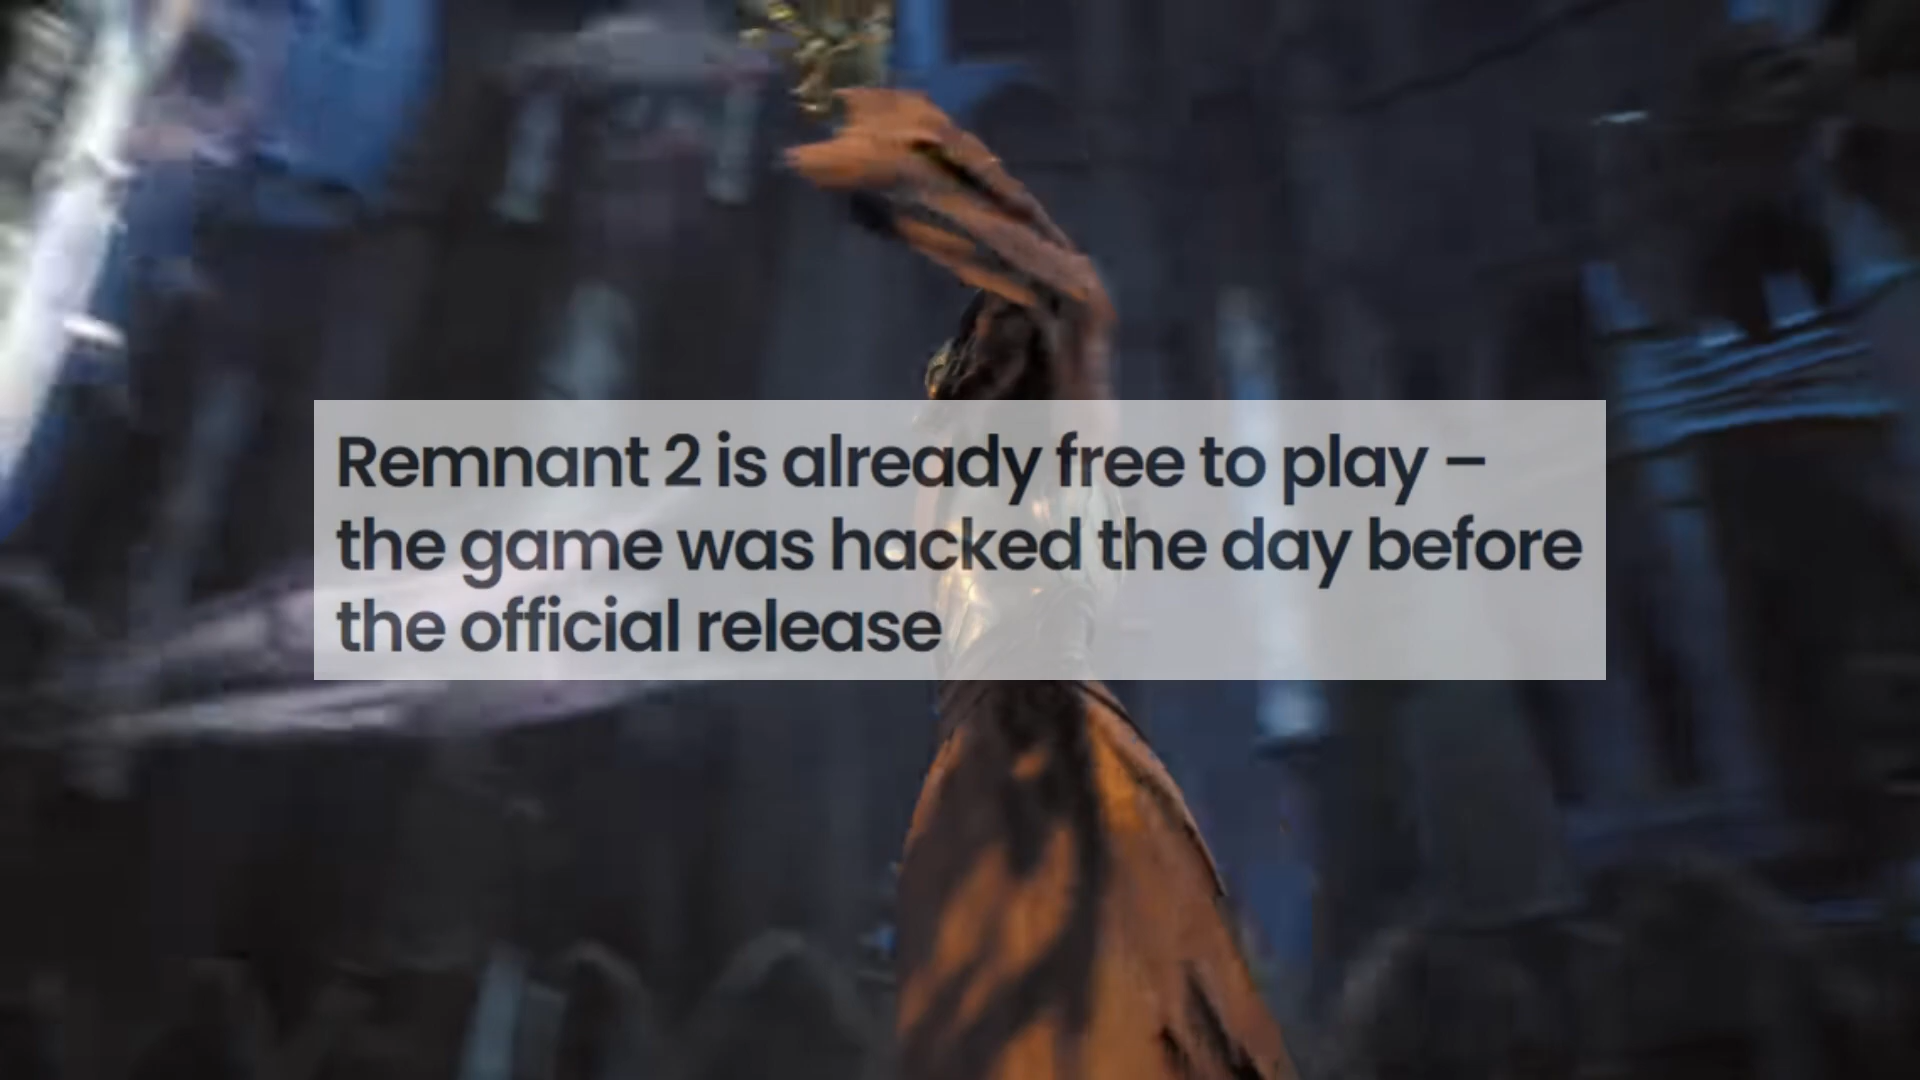 Remnant 2 is already free to play –
the game was hacked the day before
the official release